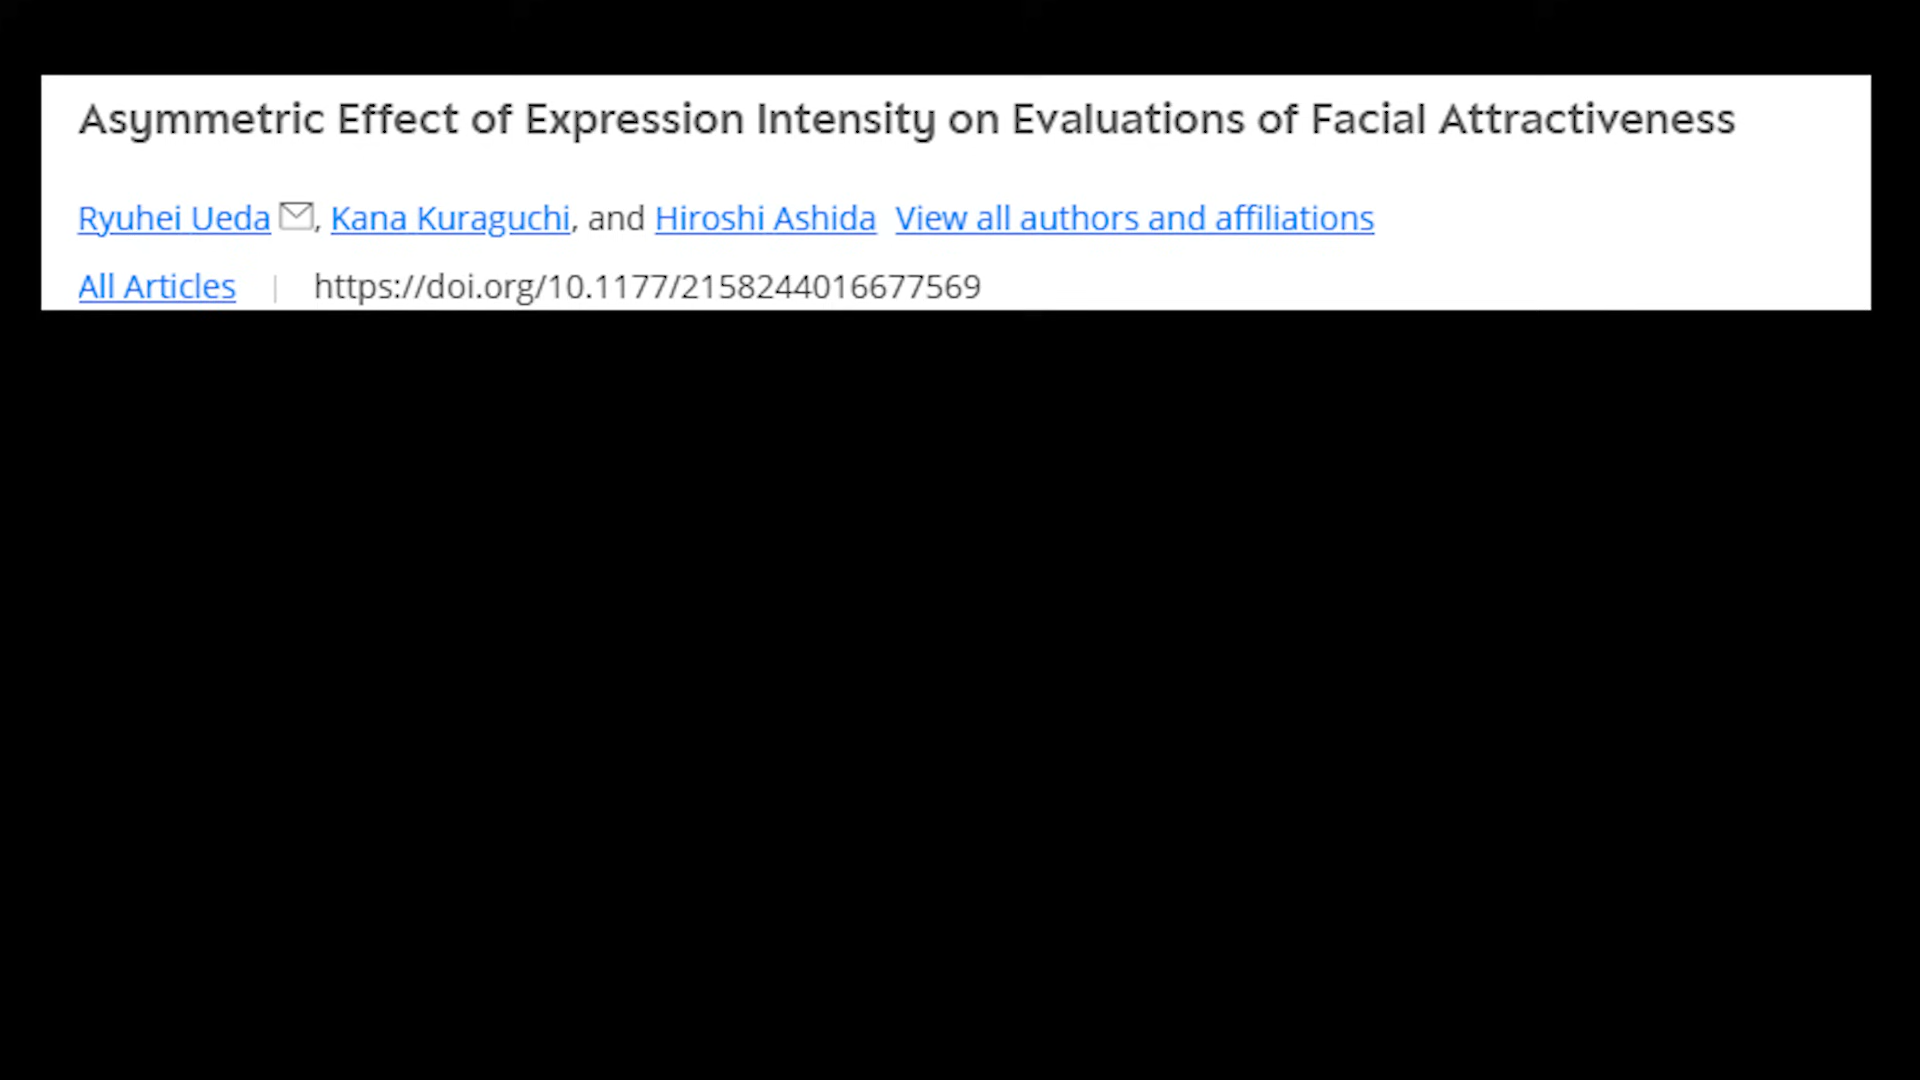 Asymmetric Effect of Expression Intensity on Evaluations of Facial Attractiveness
Ryuhei Ueda, Kana Kuraguchi, and Hiroshi Ashida View all authors and affiliations
All Articles | https://doi.org/10.1177/2158244016677569